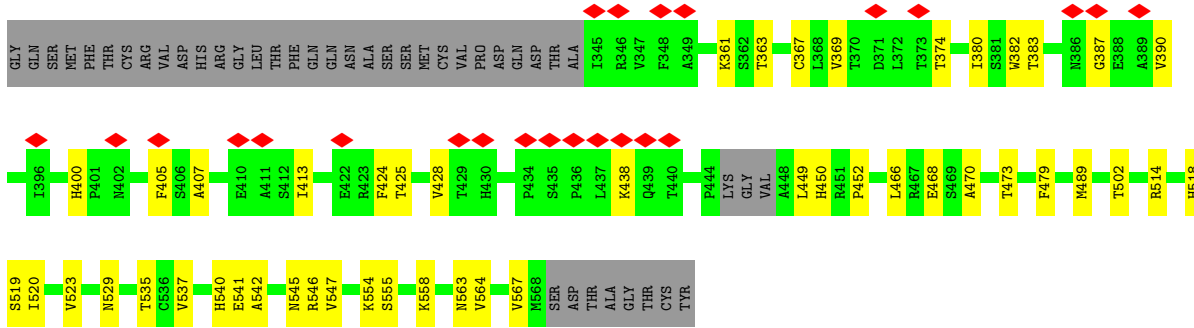 GLY GLN SER MET PHE THR CYS ARG VAL ASP HIS ARG GLY LEU THR PHE GLN GLN ASN ALA SER SER MET CYS VAL PRO ASP GLN ASP THR ALA I345 R346 V347 F348 A349 K361 S362 T363 C367 L368 V369 T370 D371 L372 T373 T374 I380 S381 W382 T383 N386 G387 E388 A389 V390
I396 H400 P401 N402 F405 S406 A407 E410 A411 S412 I413 E422 R423 F424 T425 V428 T429 H430 P434 S435 P436 L437 K438 Q439 T440 P444 LYS GLY VAL A448 L449 H450 R451 P452 L466 R467 E468 S469 A470 T473 F479 M489 T502 R514 H518
S519 I520 V523 N529 T535 C536 V537 H540 E541 A542 N545 R546 V547 K554 S555 K558 N563 V564 V567 M568 SER ASP THR ALA GLY THR CYS TYR